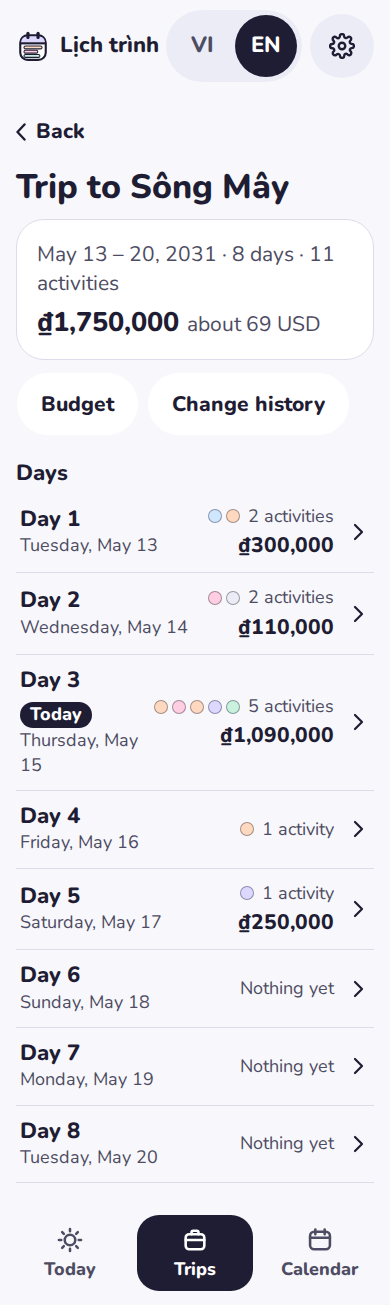 Lịch trình
VI
EN
Back
Trip to Sông Mây
May 13 – 20, 2031 · 8 days · 11
activities
₫1,750,000 about 69 USD
Budget
Change history
Days
Day 1
2 activities
Tuesday, May 13
₫300,000
Day 2
2 activities
Wednesday, May 14
₫110,000
Day 3
Today
5 activities
Thursday, May
15
₫1,090,000
Day 4
1 activity
Friday, May 16
Day 5
1 activity
Saturday, May 17
₫250,000
Day 6
Nothing yet
Sunday, May 18
Day 7
Nothing yet
Monday, May 19
Day 8
Nothing yet
Tuesday, May 20
Today
Trips
Calendar